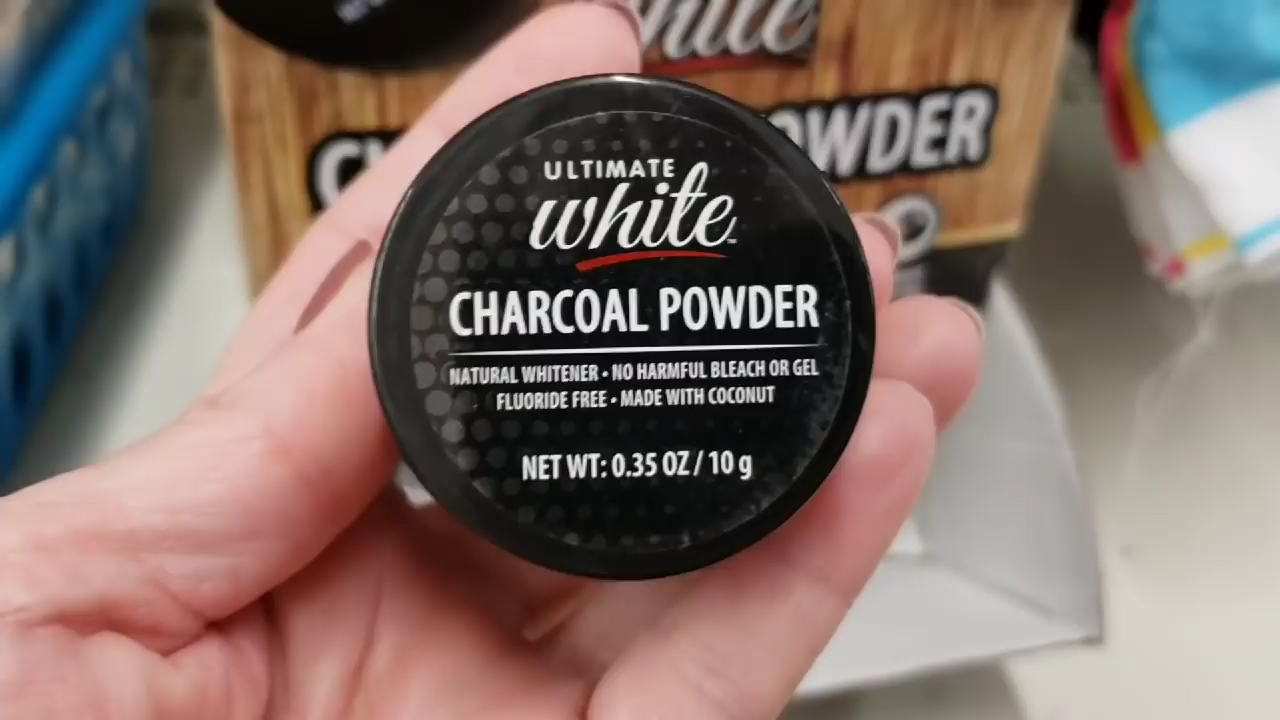 ULTIMATE
white
CHARCOAL POWDER
NATURAL WHITENER • NO HARMFUL BLEACH OR GEL
FLUORIDE FREE • MADE WITH COCONUT
NET WT: 0.35 OZ / 10 g